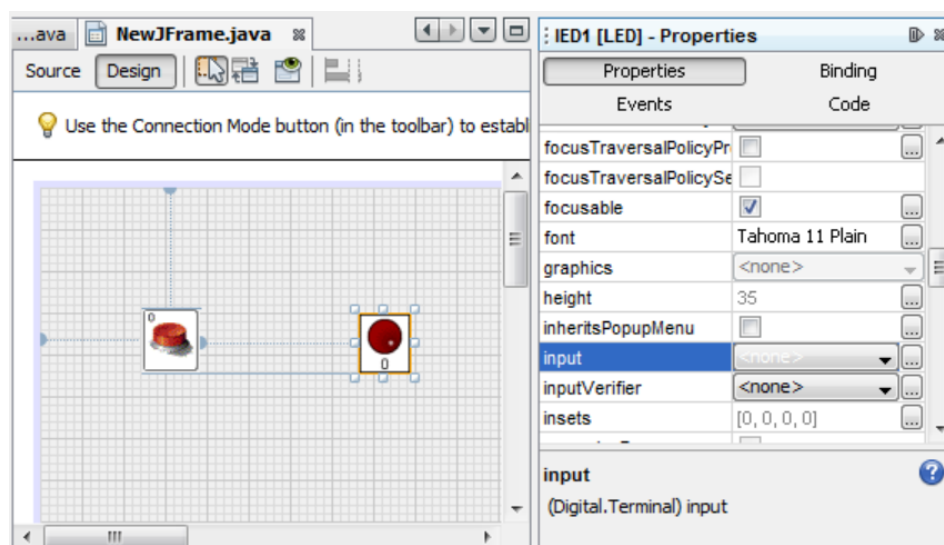 ...ava NewJFrame.java
Source Design
Use the Connection Mode button (in the toolbar) to establ
0
0
IED1 [LED] - Properties
Properties Binding
Events Code
focusTraversalPolicyPr
focusTraversalPolicySe
focusable
font Tahoma 11 Plain ...
graphics <none>
height 35 ...
inheritsPopupMenu ...
input <none> ...
inputVerifier <none> ...
insets [0, 0, 0, 0] ...
input
(Digital.Terminal) input